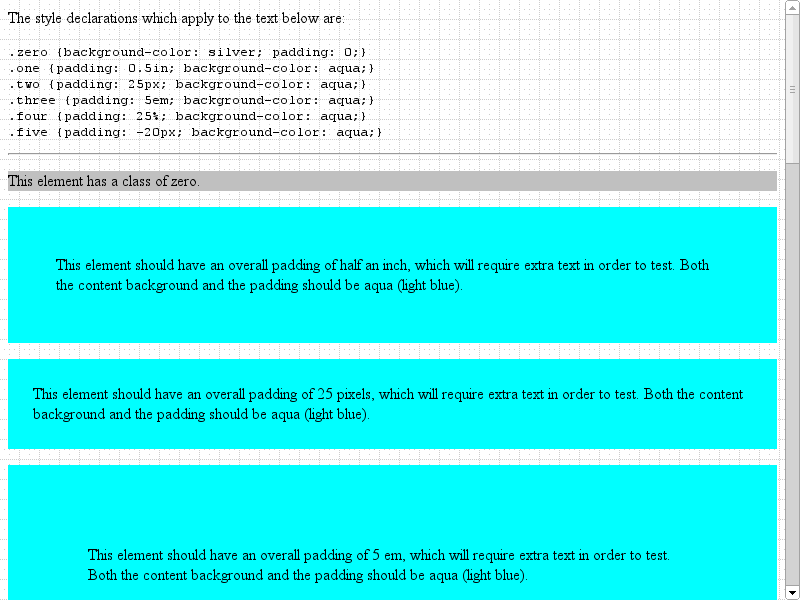 The style declarations which apply to the text below are:
.zero {background-color: silver; padding: 0;}
.one {padding: 0.5in; background-color: aqua;}
.two {padding: 25px; background-color: aqua;}
.three {padding: 5em; background-color: aqua;}
.four {padding: 25%; background-color: aqua;}
.five {padding: -20px; background-color: aqua;}
This element has a class of zero.
This element should have an overall padding of half an inch, which will require extra text in order to test. Both
the content background and the padding should be aqua (light blue).
This element should have an overall padding of 25 pixels, which will require extra text in order to test. Both the content
background and the padding should be aqua (light blue).
This element should have an overall padding of 5 em, which will require extra text in order to test.
Both the content background and the padding should be aqua (light blue).